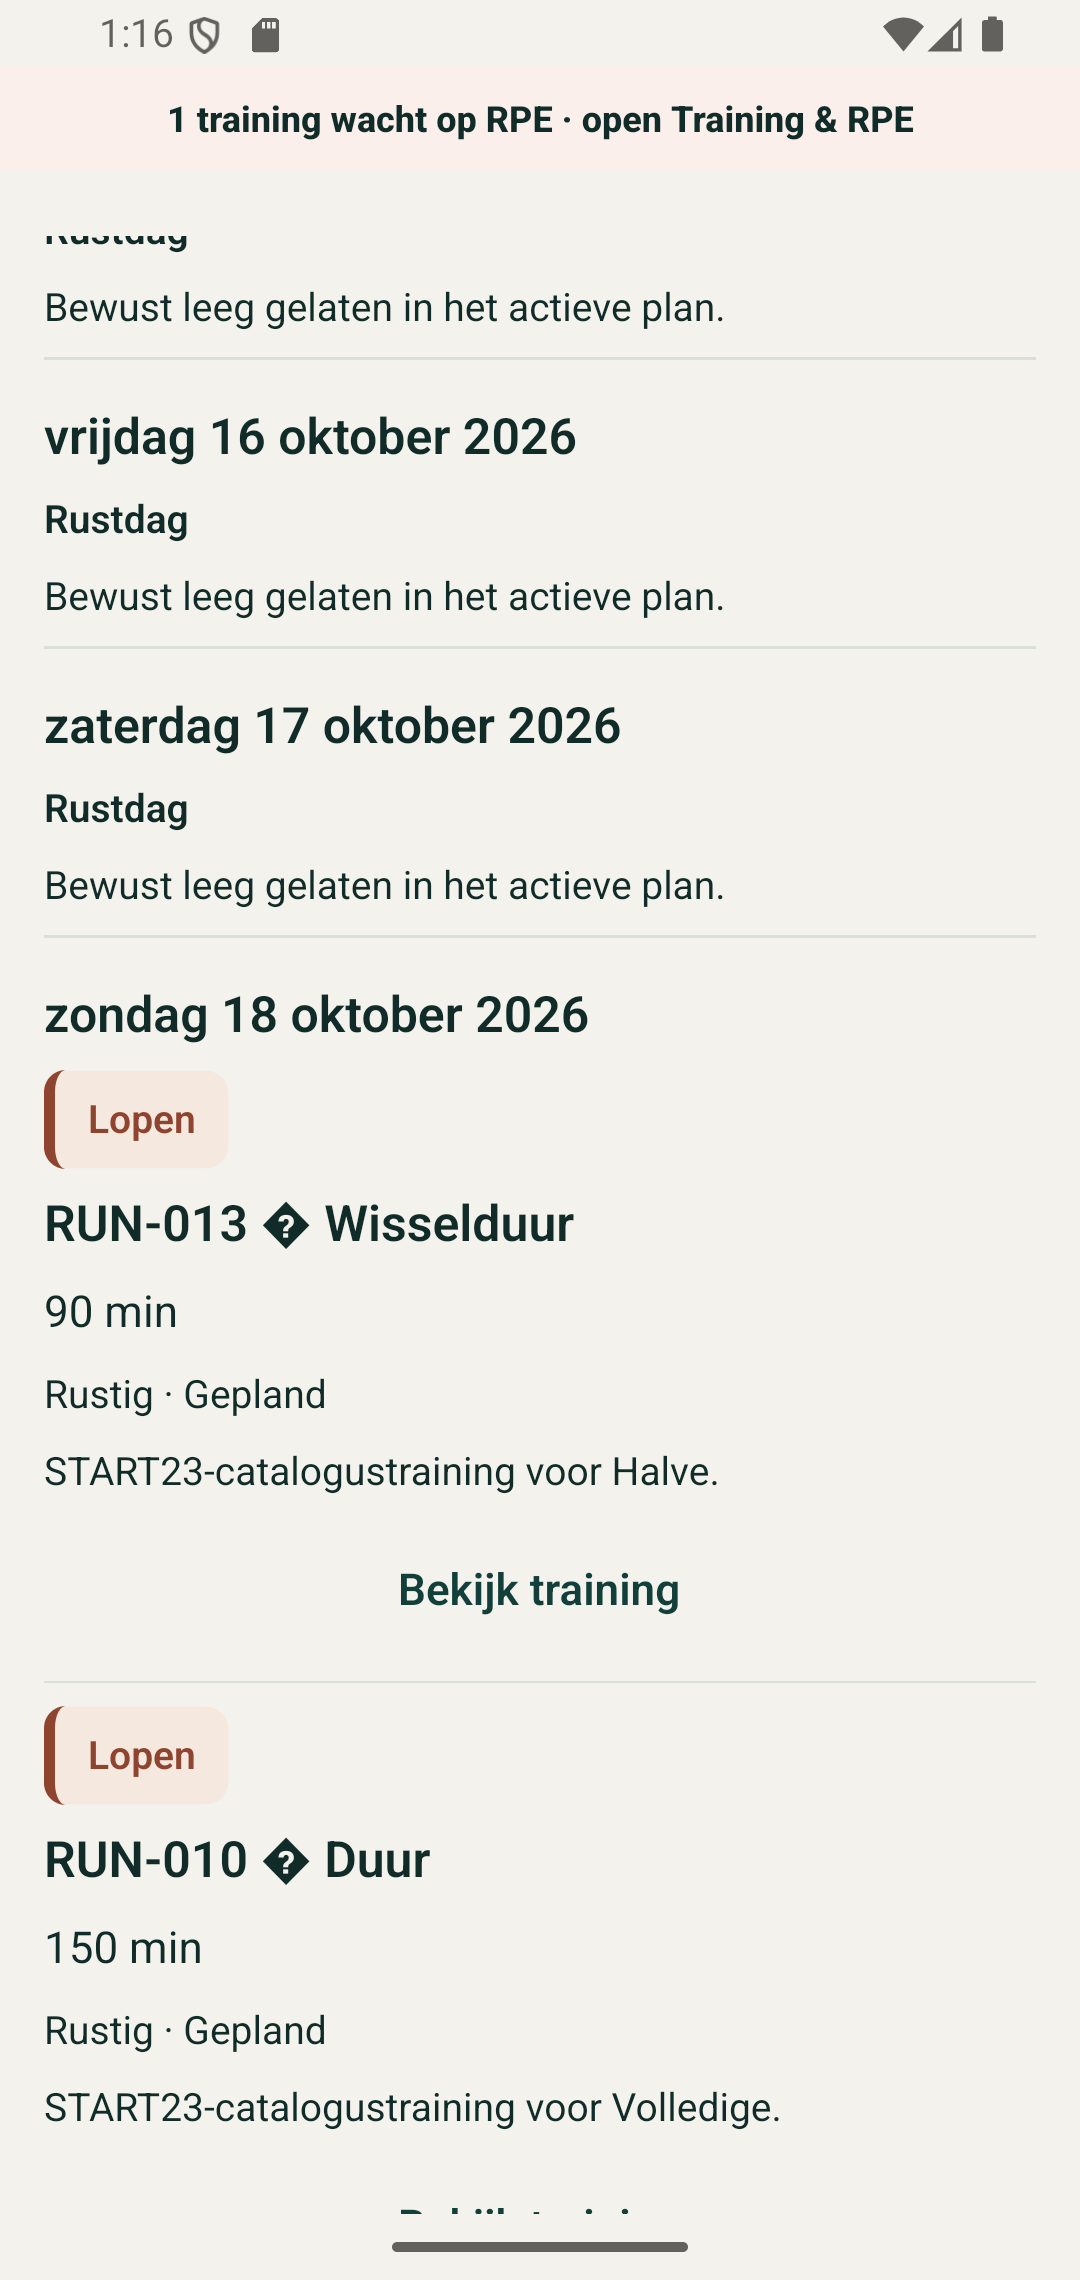 1:16
1 training wacht op RPE · open Training & RPE
Rustdag
Bewust leeg gelaten in het actieve plan.
vrijdag 16 oktober 2026
Rustdag
Bewust leeg gelaten in het actieve plan.
zaterdag 17 oktober 2026
Rustdag
Bewust leeg gelaten in het actieve plan.
zondag 18 oktober 2026
Lopen
RUN-013 � Wisselduur
90 min
Rustig · Gepland
START23-catalogustraining voor Halve.
Bekijk training
Lopen
RUN-010 � Duur
150 min
Rustig · Gepland
START23-catalogustraining voor Volledige.